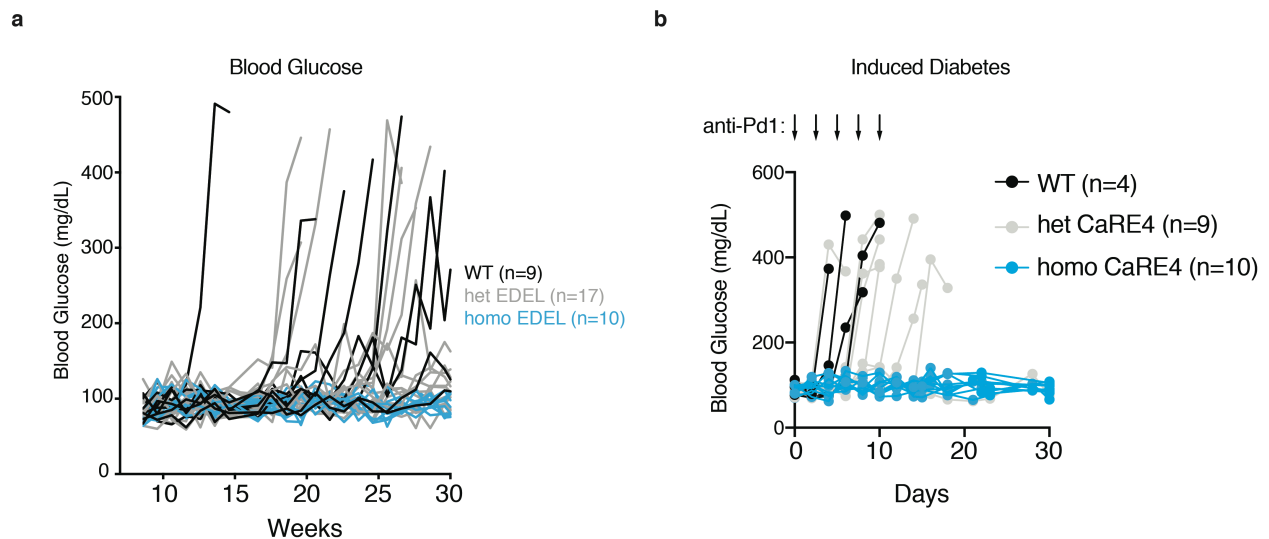 a
Blood Glucose
Blood Glucose (mg/dL)
500
400
300
200
100
0
10 15 20 25 30
Weeks
WT (n=9)
het EDEL (n=17)
homo EDEL (n=10)
b
Induced Diabetes
anti-Pd1:
Blood Glucose (mg/dL)
600
400
200
0
0 10 20 30
Days
WT (n=4)
het CaRE4 (n=9)
homo CaRE4 (n=10)